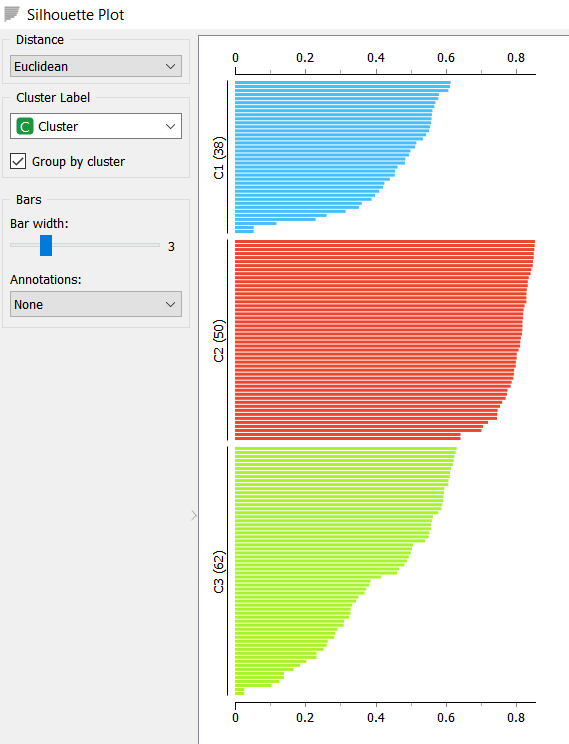 Silhouette Plot
Distance
Euclidean
Cluster Label
C Cluster
Group by cluster
Bars
Bar width:
3
Annotations:
None
0 0.2 0.4 0.6 0.8
C1 (38)
C2 (50)
C3 (62)
0 0.2 0.4 0.6 0.8